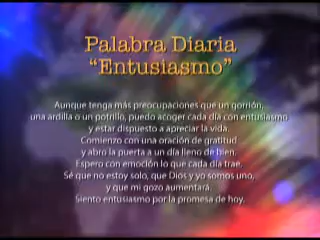 Palabra Diaria
“Entusiasmo”
Aunque tenga más preocupaciones que un gorrión,
una ardilla o un potrillo, puedo acoger cada día con entusiasmo
y estar dispuesto a apreciar la vida.
Comienzo con una oración de gratitud
y abro la puerta a un día lleno de bien.
Espero con emoción lo que cada día trae.
Sé que no estoy solo, que Dios y yo somos uno,
y que mi gozo aumentará.
Siento entusiasmo por la promesa de hoy.